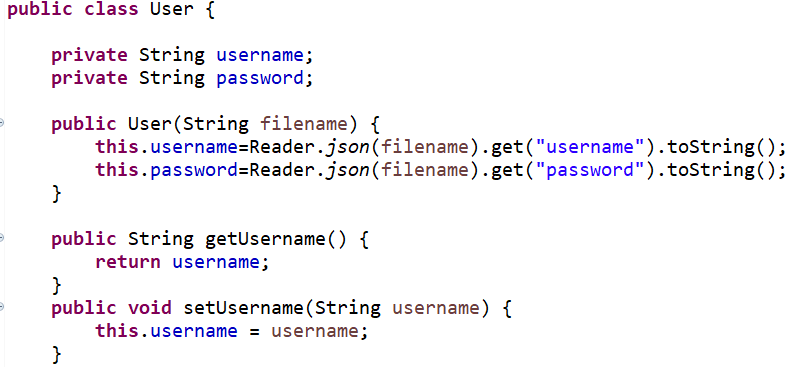 public class User {
private String username;
private String password;
public User(String filename) {
this.username=Reader.json(filename).get("username").toString();
this.password=Reader.json(filename).get("password").toString();
}
public String getUsername() {
return username;
}
public void setUsername(String username) {
this.username = username;
}